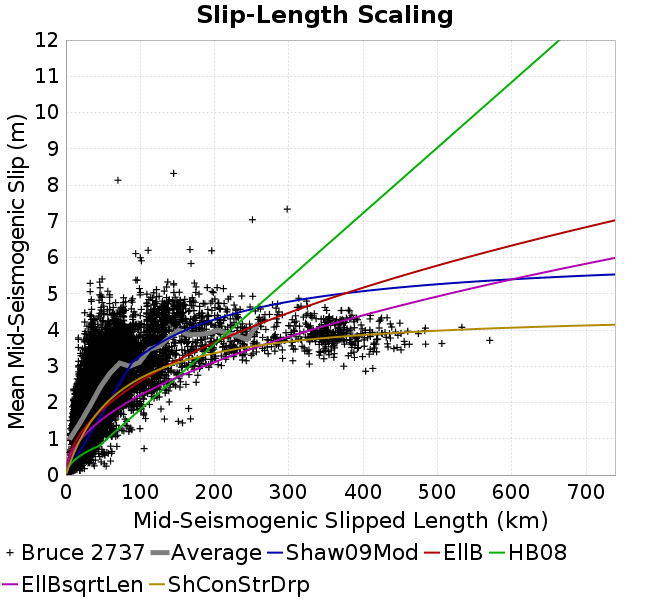 Slip-Length Scaling
Mean Mid-Seismogenic Slip (m)
12
11
10
9
8
7
6
5
4
3
2
1
0
0 100 200 300 400 500 600 700
Mid-Seismogenic Slipped Length (km)
Bruce 2737 Average Shaw09Mod EllB HB08
EllBsqrtLen ShConStrDrp